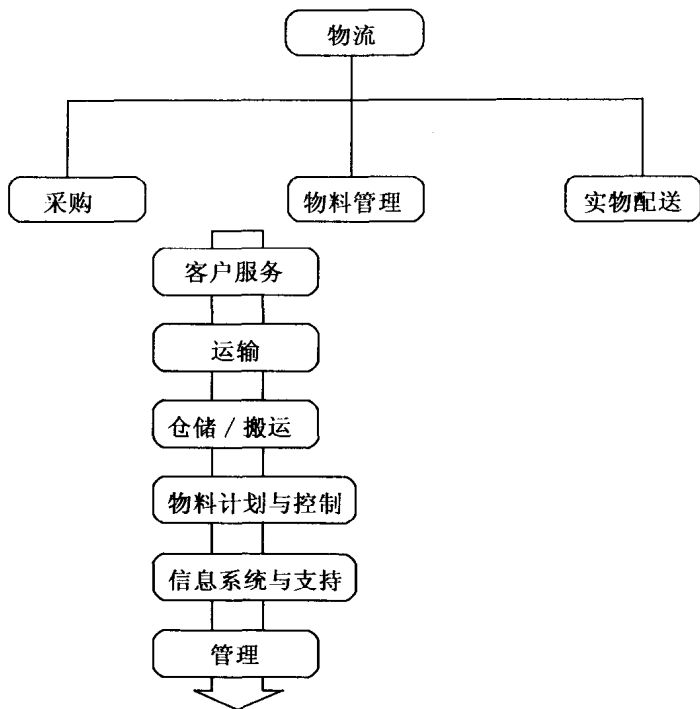 物流
采购
物料管理
实物配送
客户服务
运输
仓储 / 搬运
物料计划与控制
信息系统与支持
管理